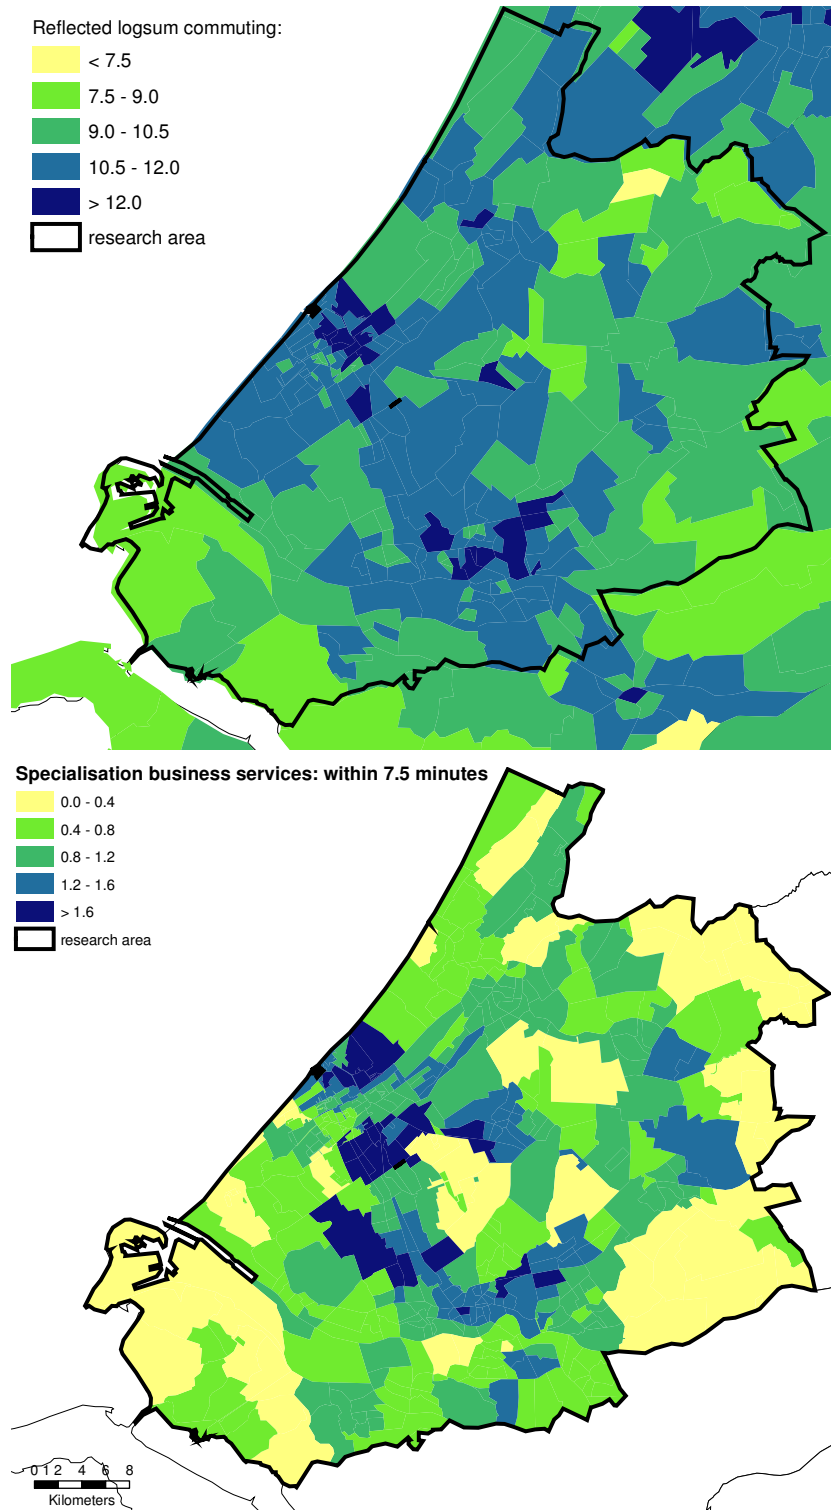 Reflected logsum commuting:
< 7.5
7.5 - 9.0
9.0 - 10.5
10.5 - 12.0
> 12.0
research area
Specialisation business services: within 7.5 minutes
0.0 - 0.4
0.4 - 0.8
0.8 - 1.2
1.2 - 1.6
> 1.6
research area
0 1 2 4 6 8
Kilometers